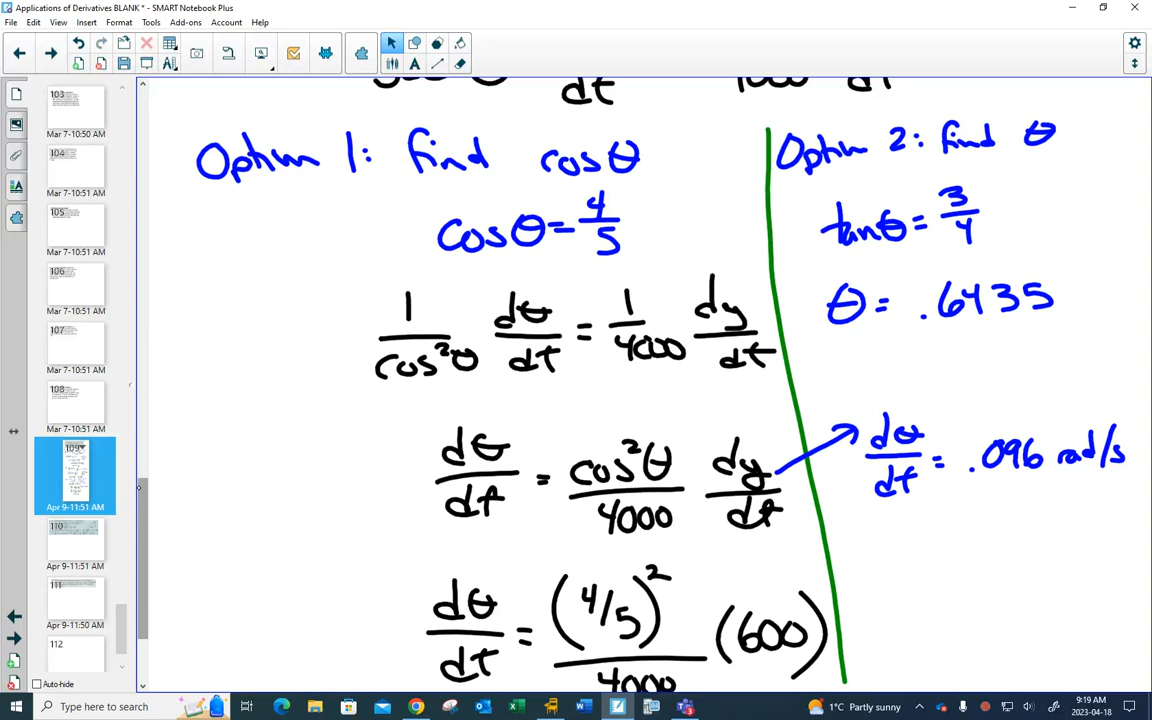 Applications of Derivatives BLANK * - SMART Notebook Plus
File Edit View Insert Format Tools Add-ons Account Help
103
Mar 7-10:50 AM
104
Mar 7-10:51 AM
105
Mar 7-10:51 AM
106
Mar 7-10:51 AM
107
Mar 7-10:51 AM
108
Mar 7-10:51 AM
109
Apr 9-11:51 AM
110
Apr 9-11:51 AM
111
Apr 9-11:50 AM
112
Auto-hide
dt
1000 dt
Option 1: find cosθ
cosθ = 4/5
1/cos²θ dθ/dt = 1/4000 dy/dt
dθ/dt = cos²θ/4000 dy/dt
dθ/dt = (4/5)²/4000 (600)
Option 2: find θ
tanθ = 3/4
θ = .6435
dθ/dt = .096 rad/s
Type here to search
1°C Partly sunny
9:19 AM
2023-04-18